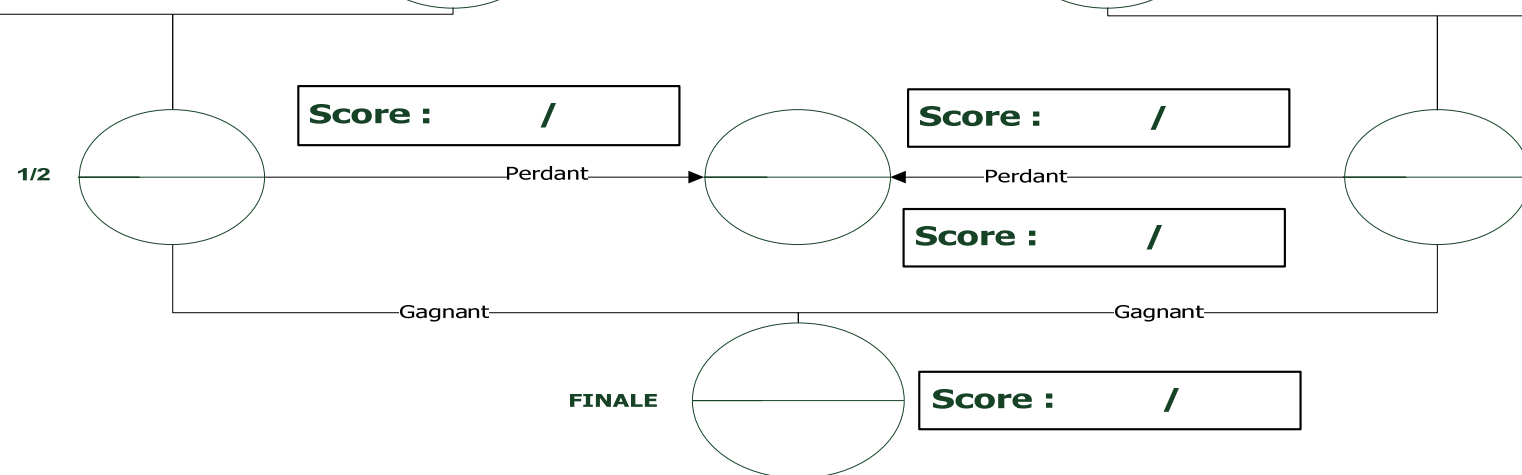 Score : /
Score : /
1/2
Perdant
Perdant
Score : /
Gagnant
Gagnant
FINALE
Score : /